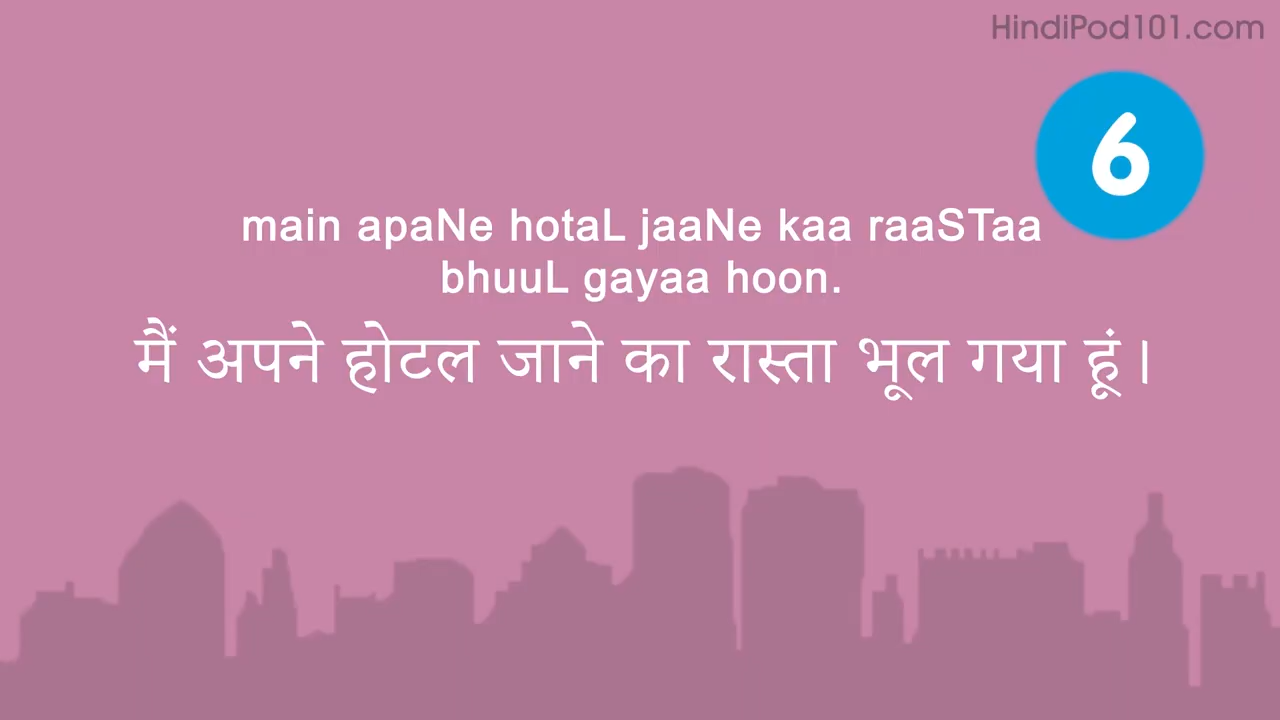 HindiPod101.com
6
main apaNe hotaL jaaNe kaa raaSTaa
bhuuL gayaa hoon.
मैं अपने होटल जाने का रास्ता भूल गया हूं।